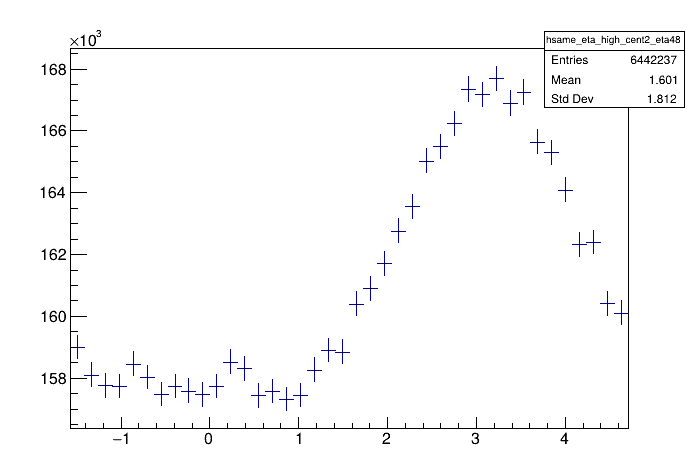 ×10³
hsame_eta_high_cent2_eta48
Entries 6442237
Mean 1.601
Std Dev 1.812
168
166
164
162
160
158
−1 0 1 2 3 4